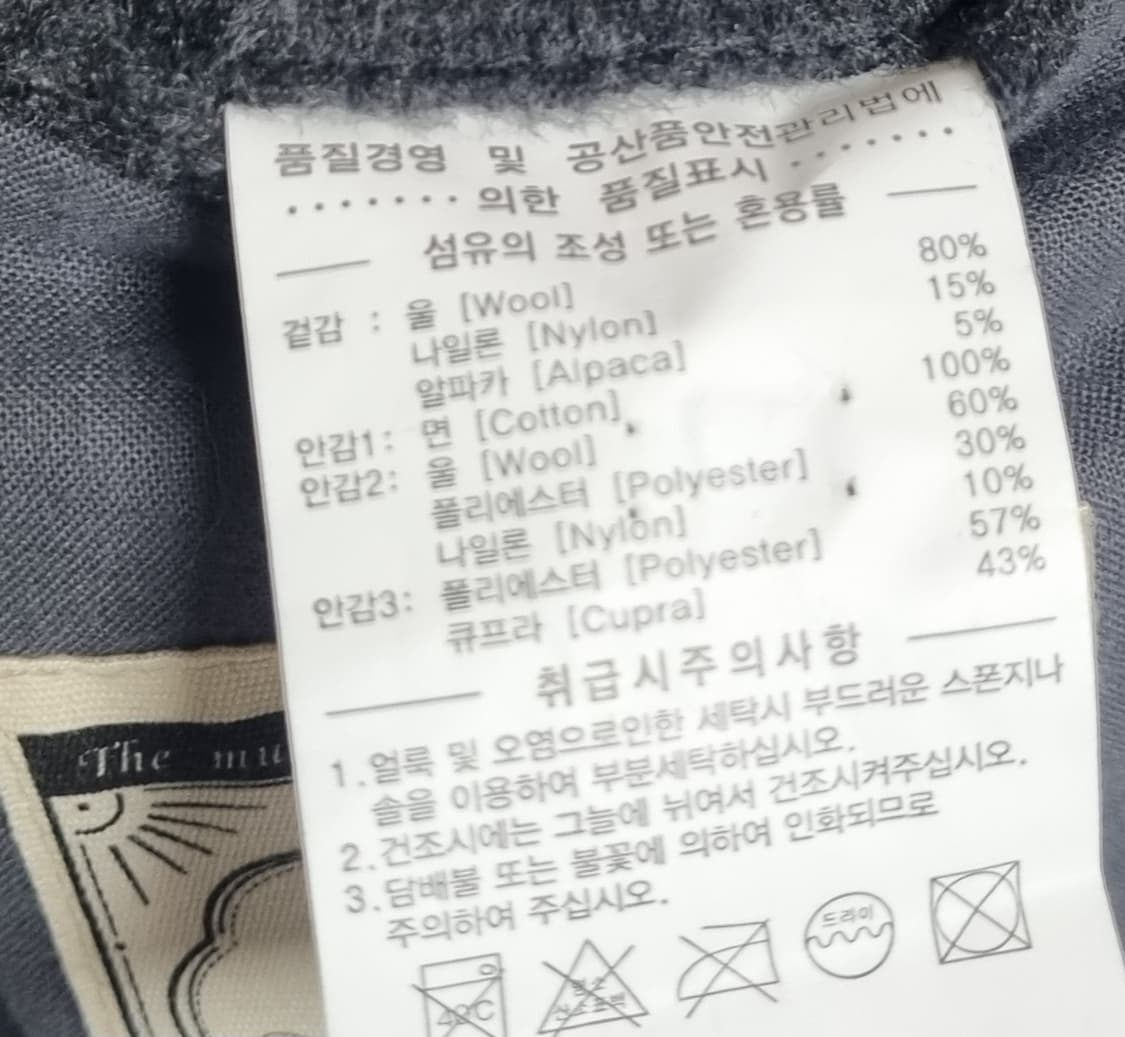 품질경영 및 공산품안전관리법에
의한 품질표시
섬유의 조성 또는 혼용률
겉감 : 울 [Wool] 80%
나일론 [Nylon] 15%
알파카 [Alpaca] 5%
안감1: 면 [Cotton] 100%
안감2: 울 [Wool] 60%
폴리에스터 [Polyester] 30%
나일론 [Nylon] 10%
안감3: 폴리에스터 [Polyester] 57%
큐프라 [Cupra] 43%
취급시주의사항
1.얼룩 및 오염으로인한 세탁시 부드러운 스폰지나
솔을 이용하여 부분세탁하십시오.
2.건조시에는 그늘에 뉘여서 건조시켜주십시오.
3.담배불 또는 불꽃에 의하여 인화되므로
주의하여 주십시오.
40℃
드라이
The